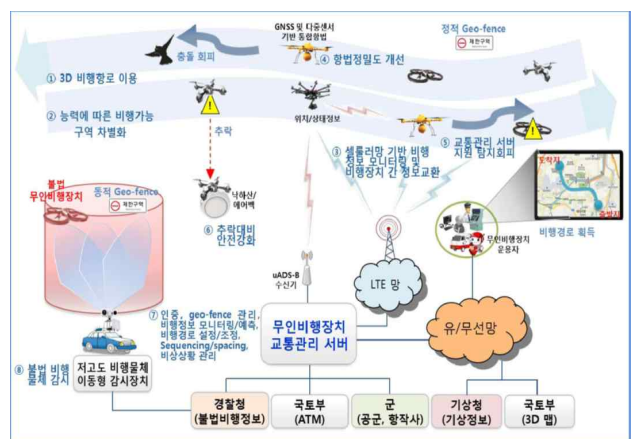 GNSS 및 다중센서
기반 통합항법
정적 Geo-fence
제한구역
충돌 회피
④ 항법정밀도 개선
① 3D 비행항로 이용
② 능력에 따른 비행가능
구역 차별화
위치/상태정보
추락
③ 셀룰러망 기반 비행
정보 모니터링 및
비행장치 간 정보교환
⑤ 교통관리 서버
지원 탐지회피
불법
무인비행장치
동적 Geo-fence
제한구역
낙하산/
에어백
⑥ 추락대비
안전강화
도착지
출발지
비행경로 획득
무인비행장치
운용자
uADS-B
수신기
LTE 망
유/무선망
⑦ 인증, geo-fence 관리,
비행정보 모니터링/예측,
비행경로 설정/조정,
Sequencing/spacing,
비상상황 관리
무인비행장치
교통관리 서버
⑧ 불법 비행
물체 감시
저고도 비행물체
이동형 감시장치
경찰청
(불법비행정보)
국토부
(ATM)
군
(공군, 항작사)
기상청
(기상정보)
국토부
(3D 맵)